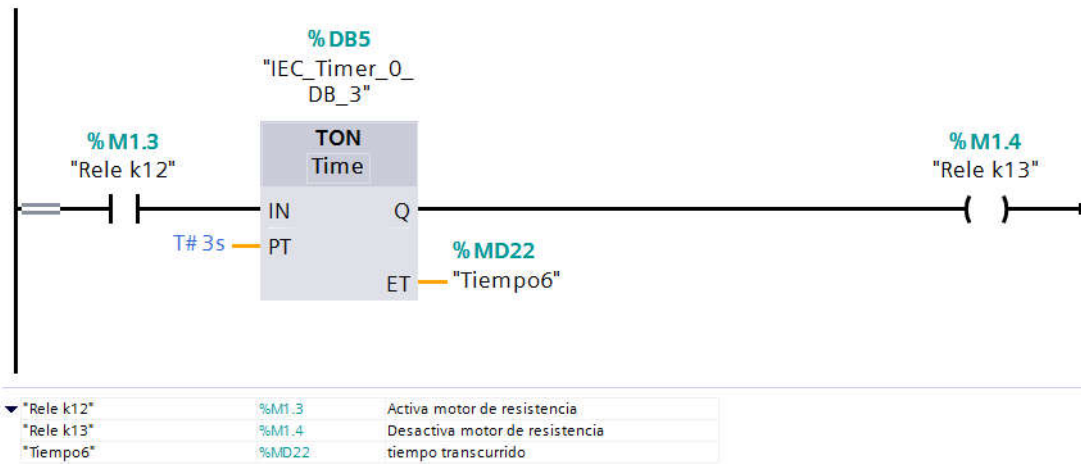 %DB5
"IEC_Timer_0_
DB_3"
%M1.3
"Rele k12"
TON
Time
%M1.4
"Rele k13"
IN
Q
T#3s
PT
%MD22
"Tiempo6"
ET
"Rele k12" %M1.3 Activa motor de resistencia
"Rele k13" %M1.4 Desactiva motor de resistencia
"Tiempo6" %MD22 tiempo transcurrido